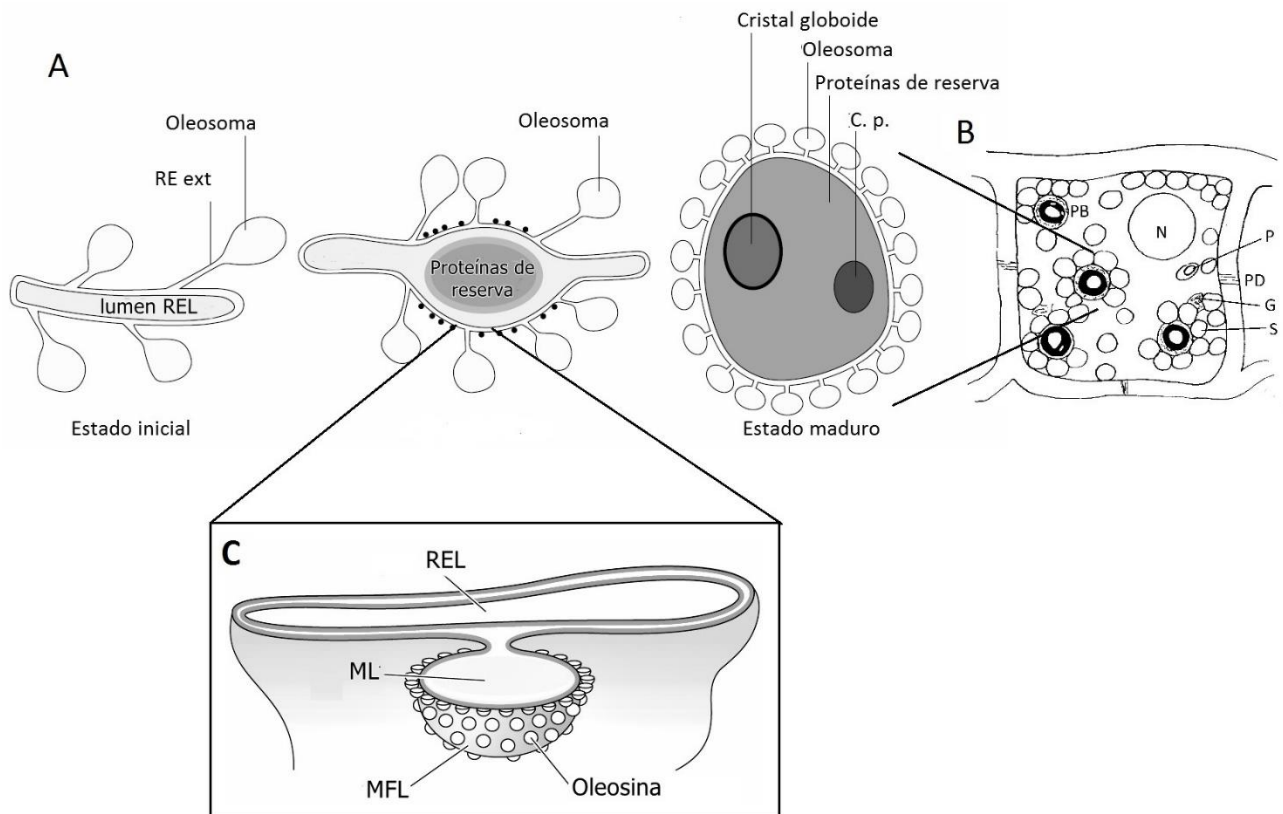 A
Oleosoma
RE ext
lumen REL
Estado inicial
Oleosoma
Proteínas de
reserva
Cristal globoide
Oleosoma
Proteínas de reserva
C. p.
Estado maduro
B
PB
N
P
PD
G
S
C
REL
ML
MFL
Oleosina